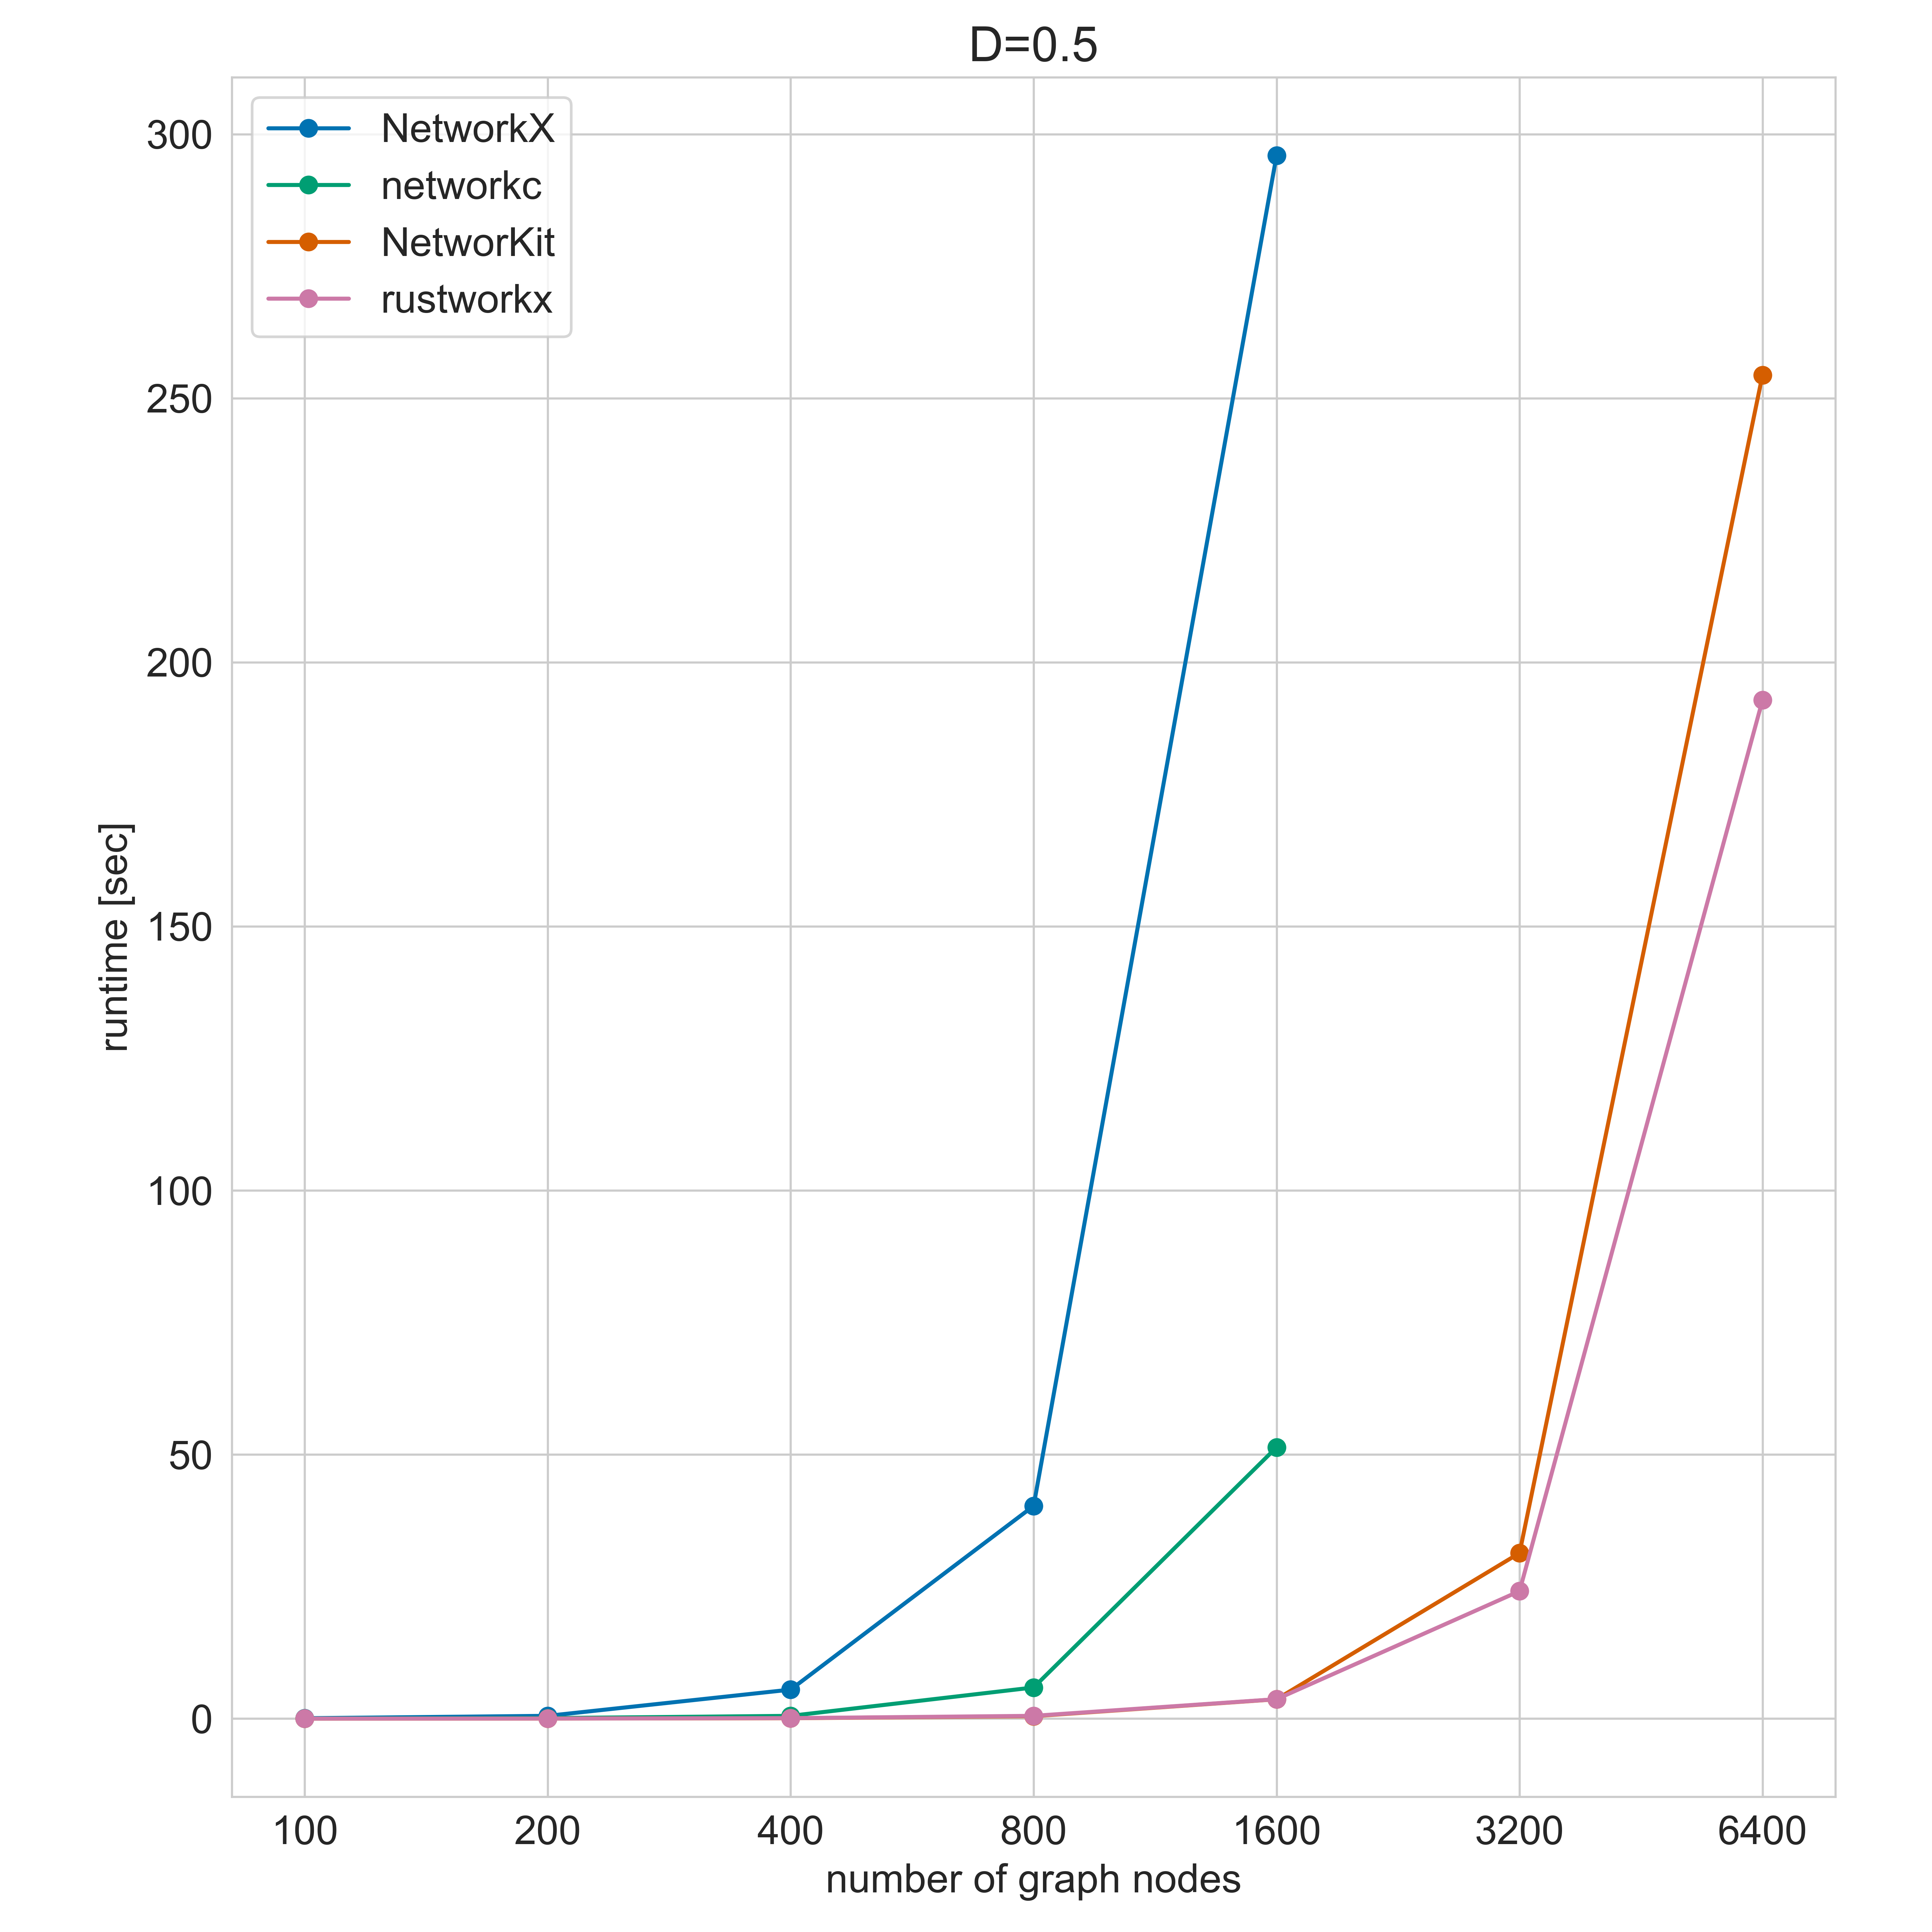 D=0.5
NetworkX
networkc
NetworKit
rustworkx
300
250
200
150
100
50
0
runtime [sec]
100 200 400 800 1600 3200 6400
number of graph nodes